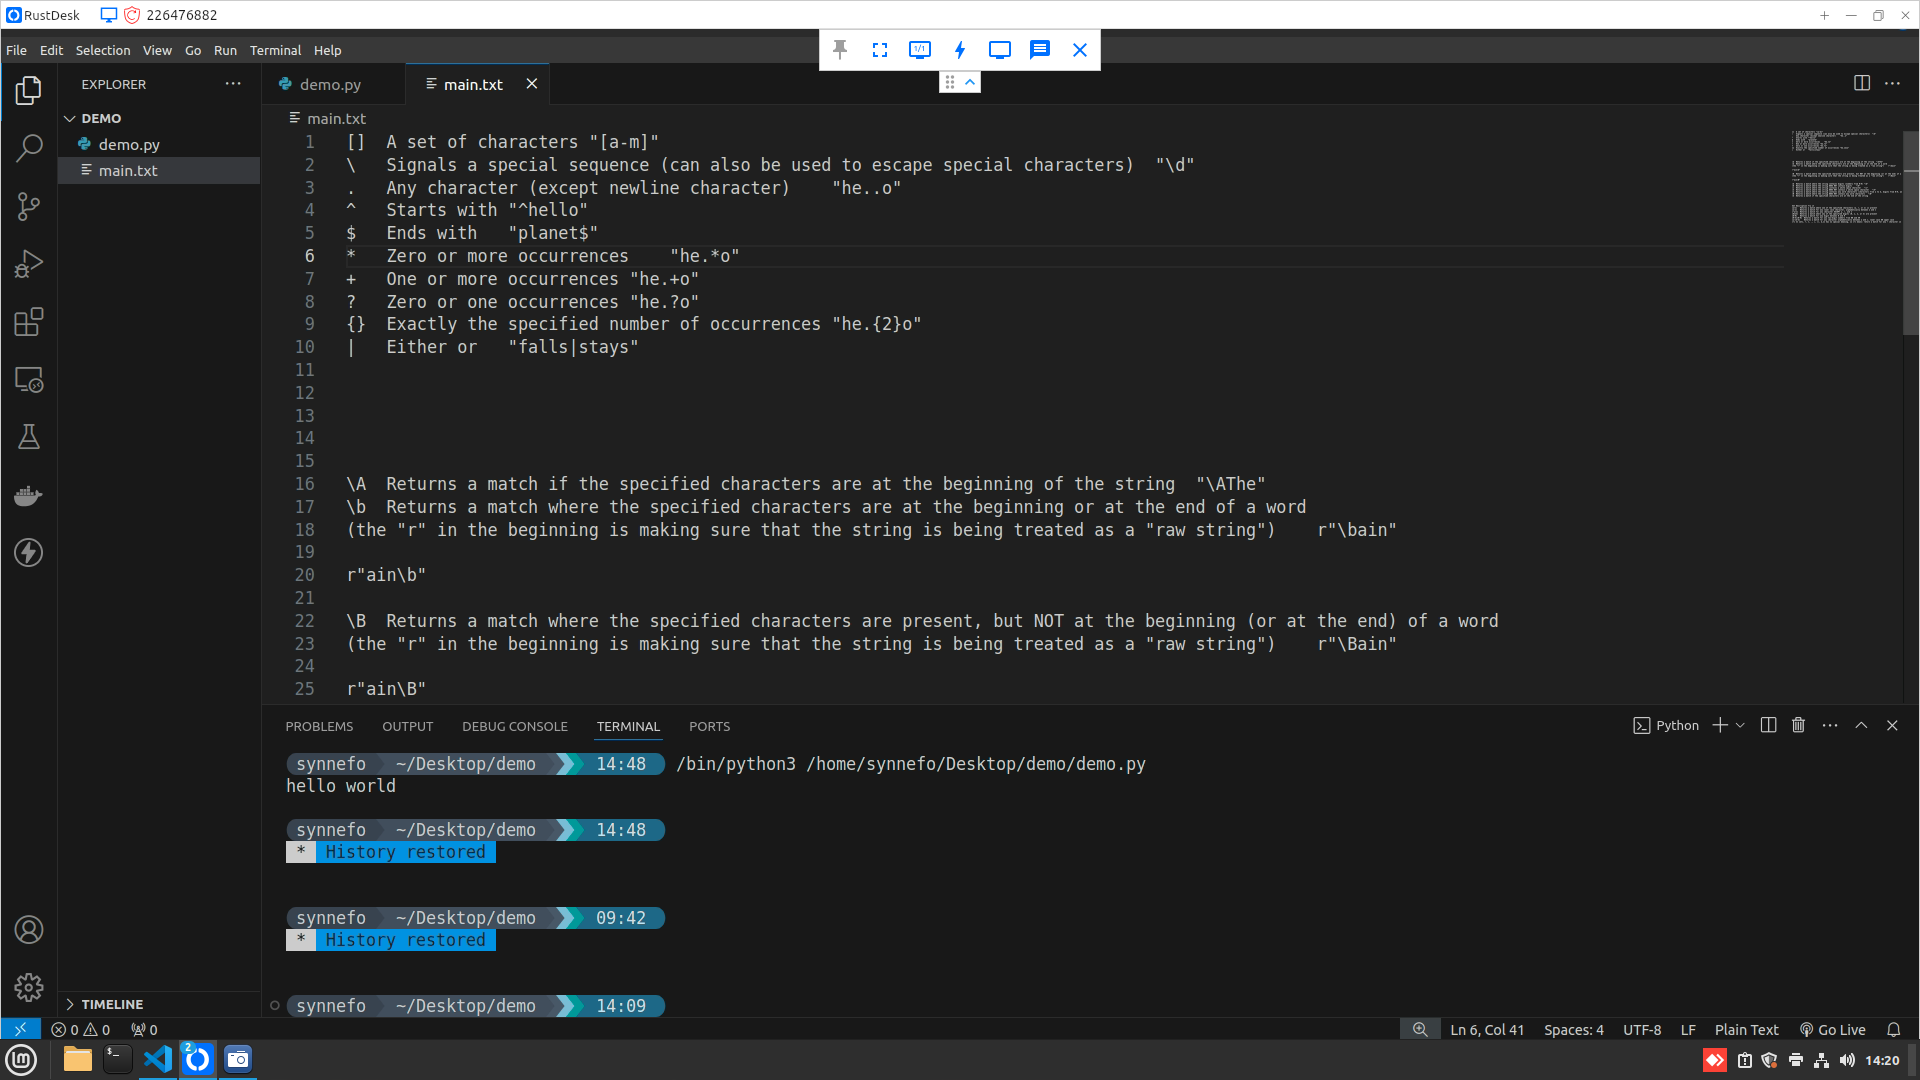 RustDesk 226476882
File Edit Selection View Go Run Terminal Help
1/1
EXPLORER
demo.py main.txt
DEMO
demo.py
main.txt
main.txt
1 [] A set of characters "[a-m]"
2 \ Signals a special sequence (can also be used to escape special characters) "\d"
3 . Any character (except newline character) "he..o"
4 ^ Starts with "^hello"
5 $ Ends with "planet$"
6 * Zero or more occurrences "he.*o"
7 + One or more occurrences "he.+o"
8 ? Zero or one occurrences "he.?o"
9 {} Exactly the specified number of occurrences "he.{2}o"
10 | Either or "falls|stays"
11
12
13
14
15
16 \A Returns a match if the specified characters are at the beginning of the string "\AThe"
17 \b Returns a match where the specified characters are at the beginning or at the end of a word
18 (the "r" in the beginning is making sure that the string is being treated as a "raw string") r"\bain"
19
20 r"ain\b"
21
22 \B Returns a match where the specified characters are present, but NOT at the beginning (or at the end) of a word
23 (the "r" in the beginning is making sure that the string is being treated as a "raw string") r"\Bain"
24
25 r"ain\B"
PROBLEMS OUTPUT DEBUG CONSOLE TERMINAL PORTS Python
synnefo ~/Desktop/demo 14:48 /bin/python3 /home/synnefo/Desktop/demo/demo.py
hello world
synnefo ~/Desktop/demo 14:48
* History restored
synnefo ~/Desktop/demo 09:42
* History restored
synnefo ~/Desktop/demo 14:09
TIMELINE
0 0 0 Ln 6, Col 41 Spaces: 4 UTF-8 LF Plain Text Go Live
2 14:20